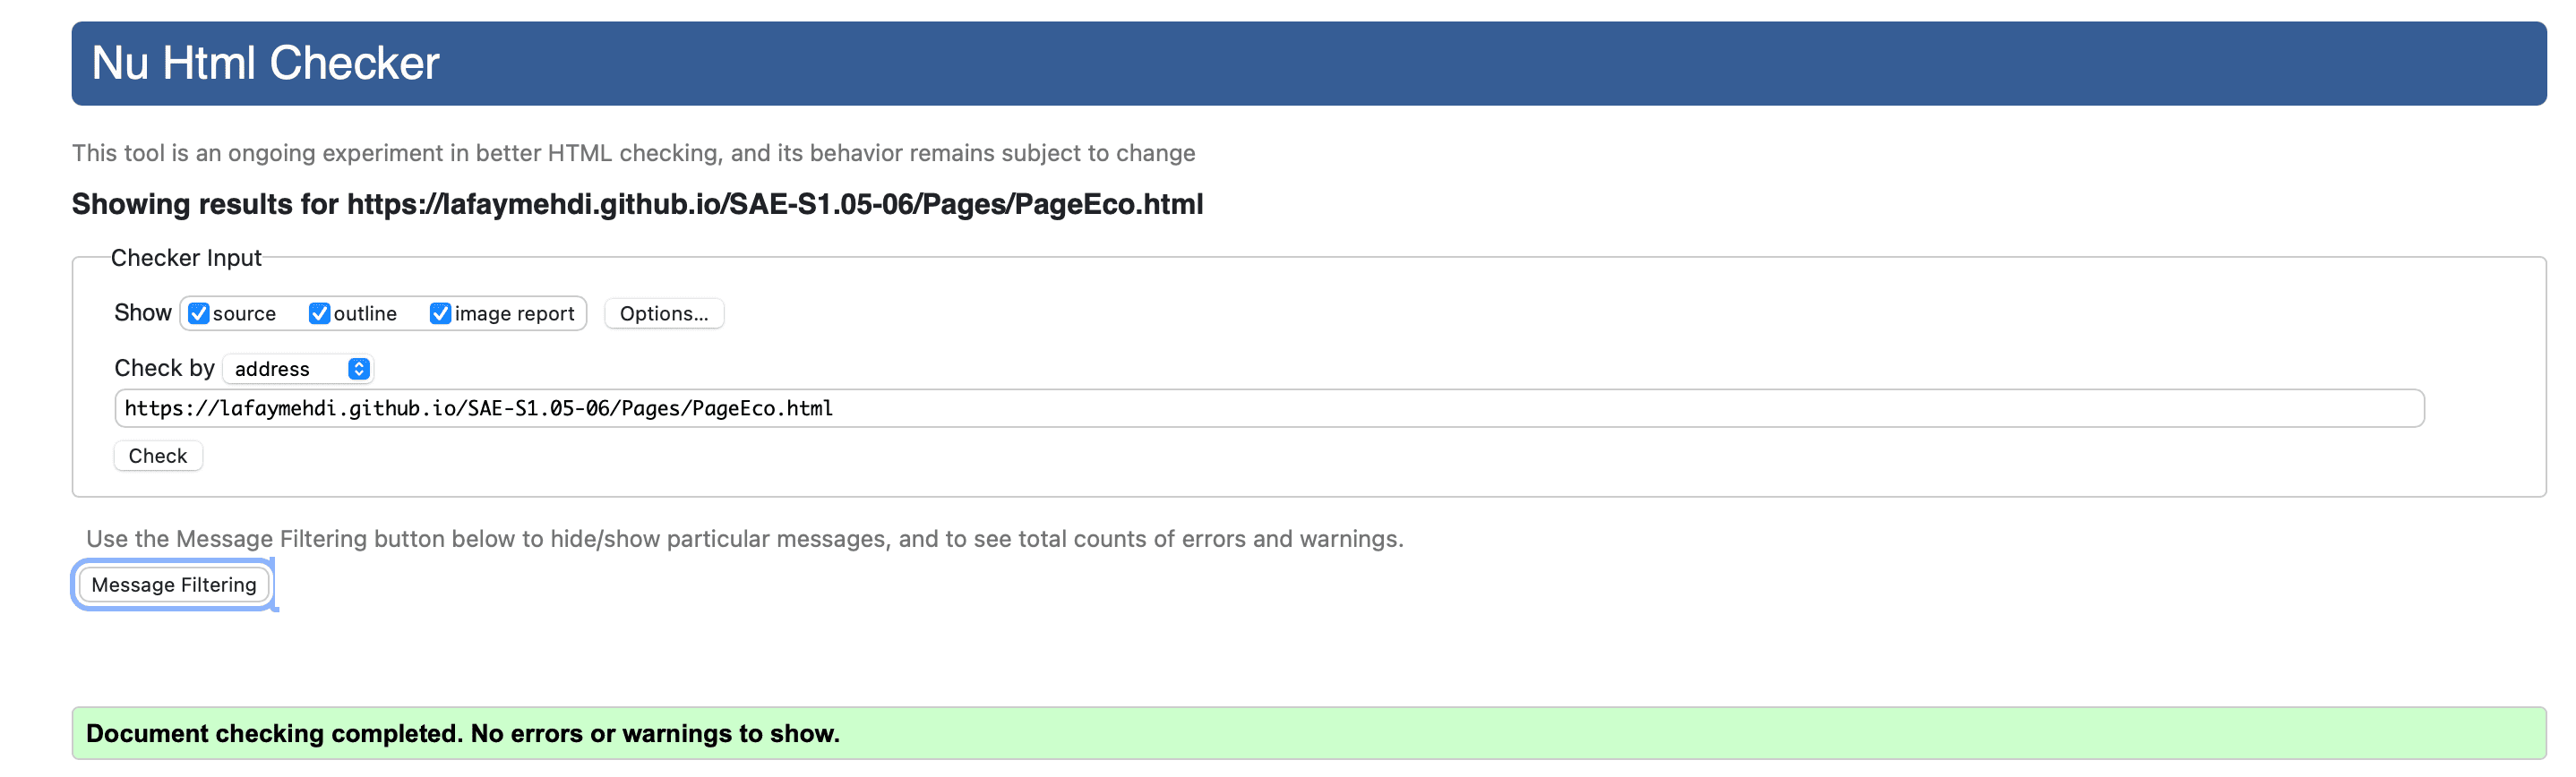 Nu Html Checker
This tool is an ongoing experiment in better HTML checking, and its behavior remains subject to change
Showing results for https://lafaymehdi.github.io/SAE-S1.05-06/Pages/PageEco.html
Checker Input
Show source outline image report Options...
Check by address
https://lafaymehdi.github.io/SAE-S1.05-06/Pages/PageEco.html
Check
Use the Message Filtering button below to hide/show particular messages, and to see total counts of errors and warnings.
Message Filtering
Document checking completed. No errors or warnings to show.